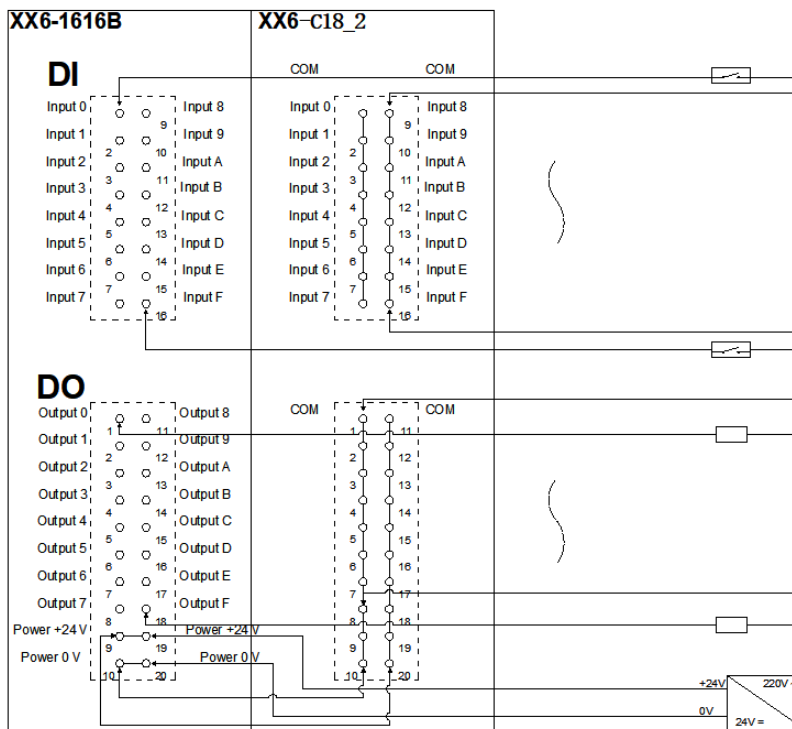 XX6-1616B XX6-C18_2
COM COM
DI
Input 0 Input 8 Input 0 Input 8
9 9
Input 1 Input 9 Input 1 Input 9
2 10 2 10
Input 2 Input A Input 2 Input A
3 11 3 11
Input 3 Input B Input 3 Input B
4 12 4 12
Input 4 Input C Input 4 Input C
5 13 5 13
Input 5 Input D Input 5 Input D
6 14 6 14
Input 6 Input E Input 6 Input E
7 15 7 15
Input 7 Input F Input 7 Input F
16 16
DO
Output 0 Output 8 COM COM
1 11 1 11
Output 1 Output 9
2 12 2 12
Output 2 Output A
3 13 3 13
Output 3 Output B
4 14 4 14
Output 4 Output C
5 15 5 15
Output 5 Output D
6 16 6 16
Output 6 Output E
7 17 7 17
Output 7 Output F
8 18 8 18
Power +24V Power +24V
9 19 9 19
Power 0 V Power 0 V
10 20 10 20
+24V 220V
0V
24V =